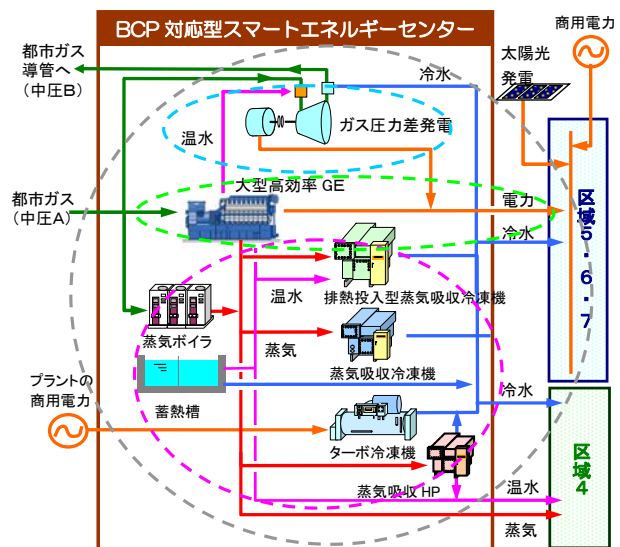 BCP 対応型スマートエネルギーセンター
商用電力
都市ガス
導管へ
(中圧B)
冷水
太陽光
発電
温水
ガス圧力差発電
大型高効率 GE
都市ガス
(中圧A)
電力
冷水
区域5・6・7
排熱投入型蒸気吸収冷凍機
温水
蒸気ボイラ
蒸気
蒸気吸収冷凍機
プラントの
商用電力
蓄熱槽
冷水
ターボ冷凍機
区域4
蒸気吸収 HP
温水
蒸気